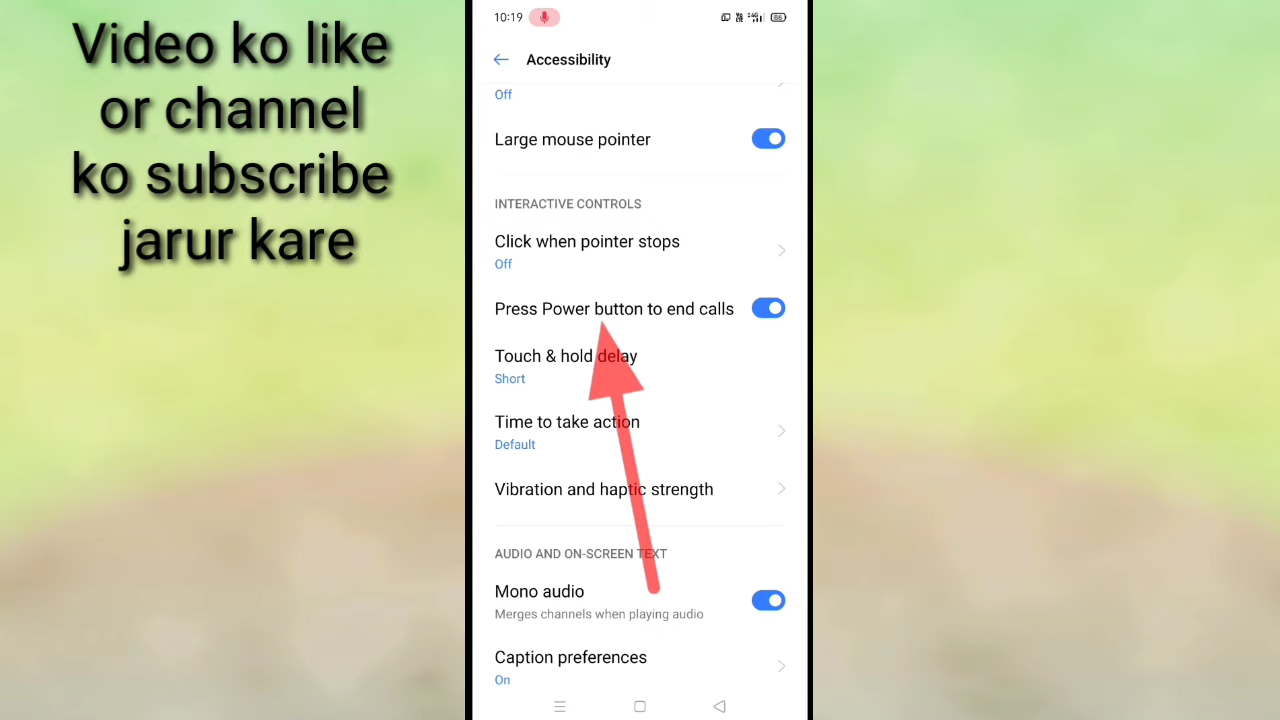 Video ko like
or channel
ko subscribe
jarur kare
10:19
86
Accessibility
Off
Large mouse pointer
INTERACTIVE CONTROLS
Click when pointer stops
Off
Press Power button to end calls
Touch & hold delay
Short
Time to take action
Default
Vibration and haptic strength
AUDIO AND ON-SCREEN TEXT
Mono audio
Merges channels when playing audio
Caption preferences
On